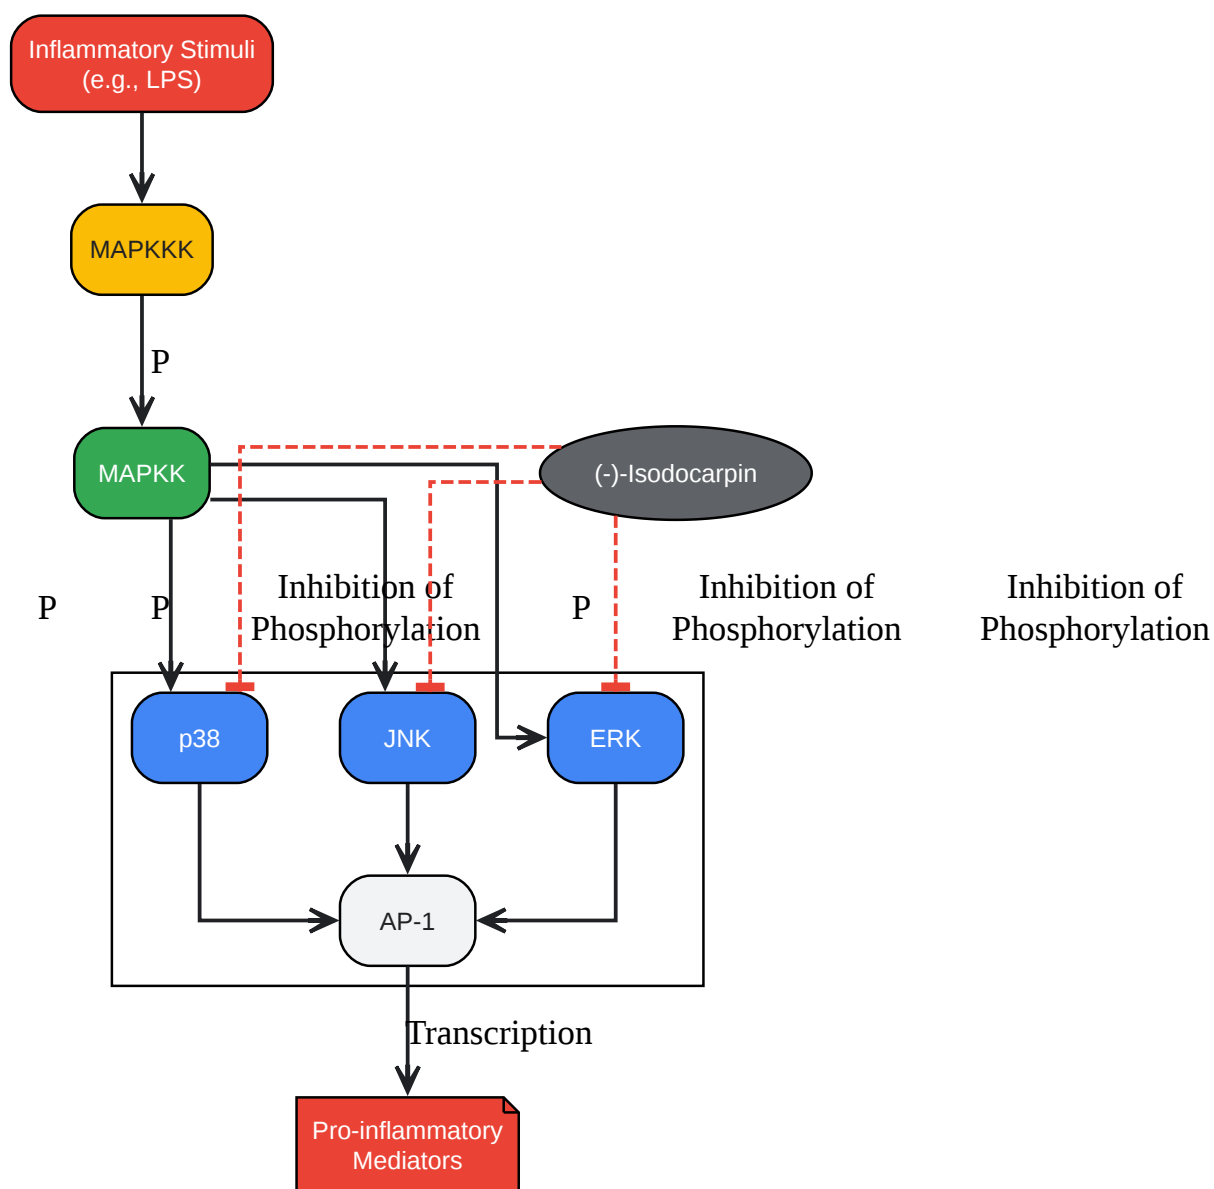 Inflammatory Stimuli
(e.g., LPS)
MAPKKK
P
MAPKK
(-)-Isodocarpin
P
P
Inhibition of
Phosphorylation
P
Inhibition of
Phosphorylation
Inhibition of
Phosphorylation
p38
JNK
ERK
AP-1
Transcription
Pro-inflammatory
Mediators